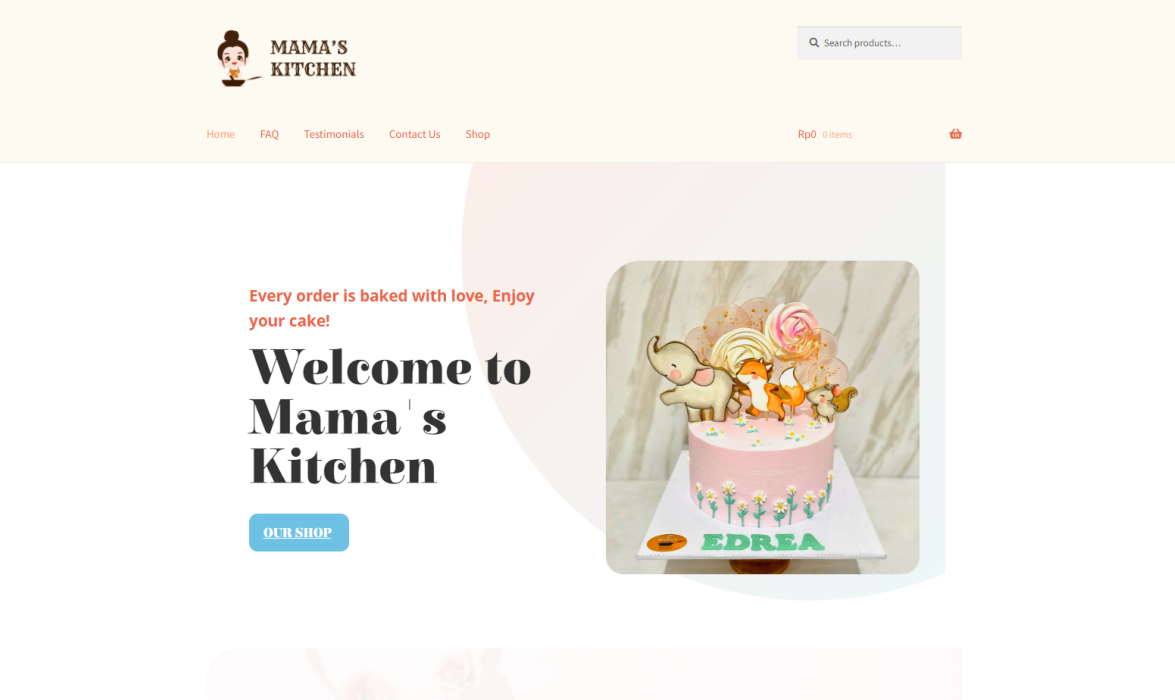 MAMA'S
KITCHEN
Search products...
Home FAQ Testimonials Contact Us Shop
Rp0 0 items
Every order is baked with love, Enjoy
your cake!
Welcome to
Mama's
Kitchen
OUR SHOP
EDREA